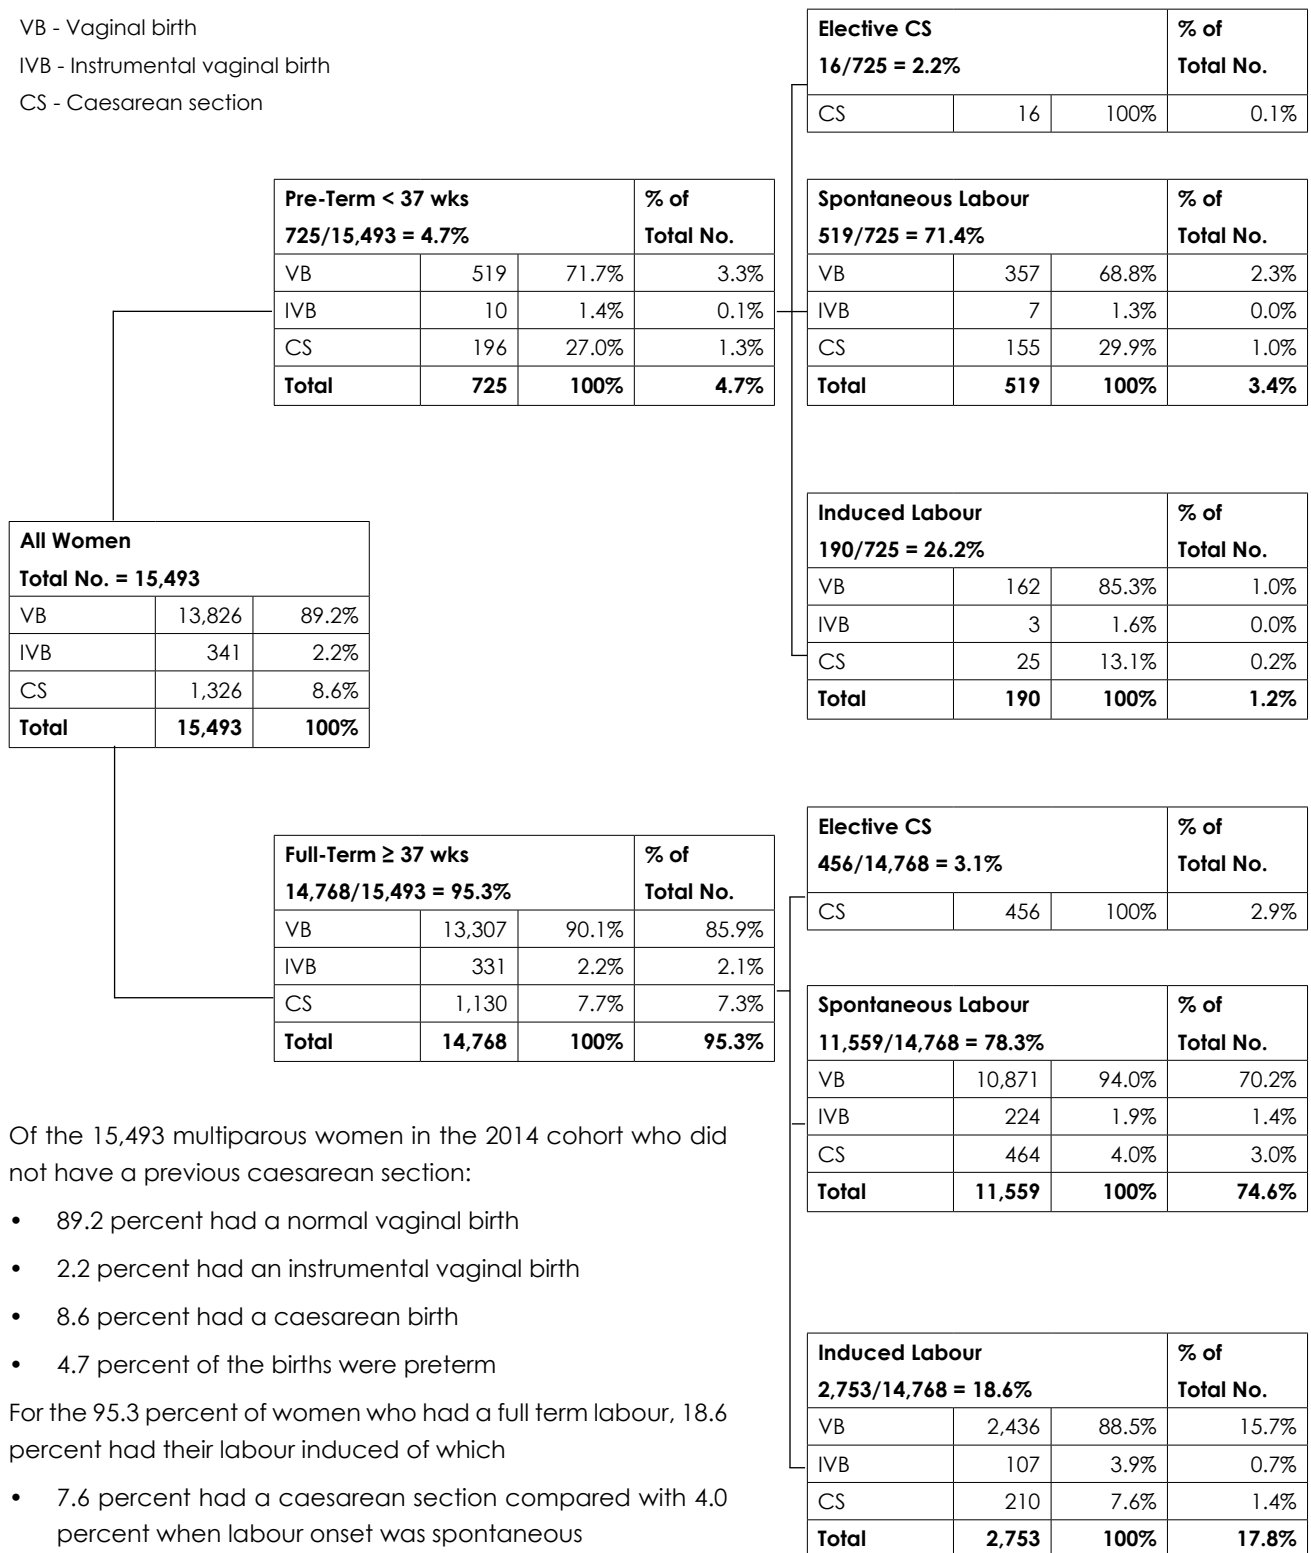 VB - Vaginal birth
IVB - Instrumental vaginal birth
CS - Caesarean section
Elective CS % of
16/725 = 2.2% Total No.
CS 16 100% 0.1%
Pre-Term < 37 wks % of
725/15,493 = 4.7% Total No.
VB 519 71.7% 3.3%
IVB 10 1.4% 0.1%
CS 196 27.0% 1.3%
Total 725 100% 4.7%
Spontaneous Labour % of
519/725 = 71.4% Total No.
VB 357 68.8% 2.3%
IVB 7 1.3% 0.0%
CS 155 29.9% 1.0%
Total 519 100% 3.4%
Induced Labour % of
190/725 = 26.2% Total No.
VB 162 85.3% 1.0%
IVB 3 1.6% 0.0%
CS 25 13.1% 0.2%
Total 190 100% 1.2%
All Women
Total No. = 15,493
VB 13,826 89.2%
IVB 341 2.2%
CS 1,326 8.6%
Total 15,493 100%
Full-Term ≥ 37 wks % of
14,768/15,493 = 95.3% Total No.
VB 13,307 90.1% 85.9%
IVB 331 2.2% 2.1%
CS 1,130 7.7% 7.3%
Total 14,768 100% 95.3%
Elective CS % of
456/14,768 = 3.1% Total No.
CS 456 100% 2.9%
Spontaneous Labour % of
11,559/14,768 = 78.3% Total No.
VB 10,871 94.0% 70.2%
IVB 224 1.9% 1.4%
CS 464 4.0% 3.0%
Total 11,559 100% 74.6%
Induced Labour % of
2,753/14,768 = 18.6% Total No.
VB 2,436 88.5% 15.7%
IVB 107 3.9% 0.7%
CS 210 7.6% 1.4%
Total 2,753 100% 17.8%
Of the 15,493 multiparous women in the 2014 cohort who did
not have a previous caesarean section:
• 89.2 percent had a normal vaginal birth
• 2.2 percent had an instrumental vaginal birth
• 8.6 percent had a caesarean birth
• 4.7 percent of the births were preterm
For the 95.3 percent of women who had a full term labour, 18.6
percent had their labour induced of which
• 7.6 percent had a caesarean section compared with 4.0
percent when labour onset was spontaneous